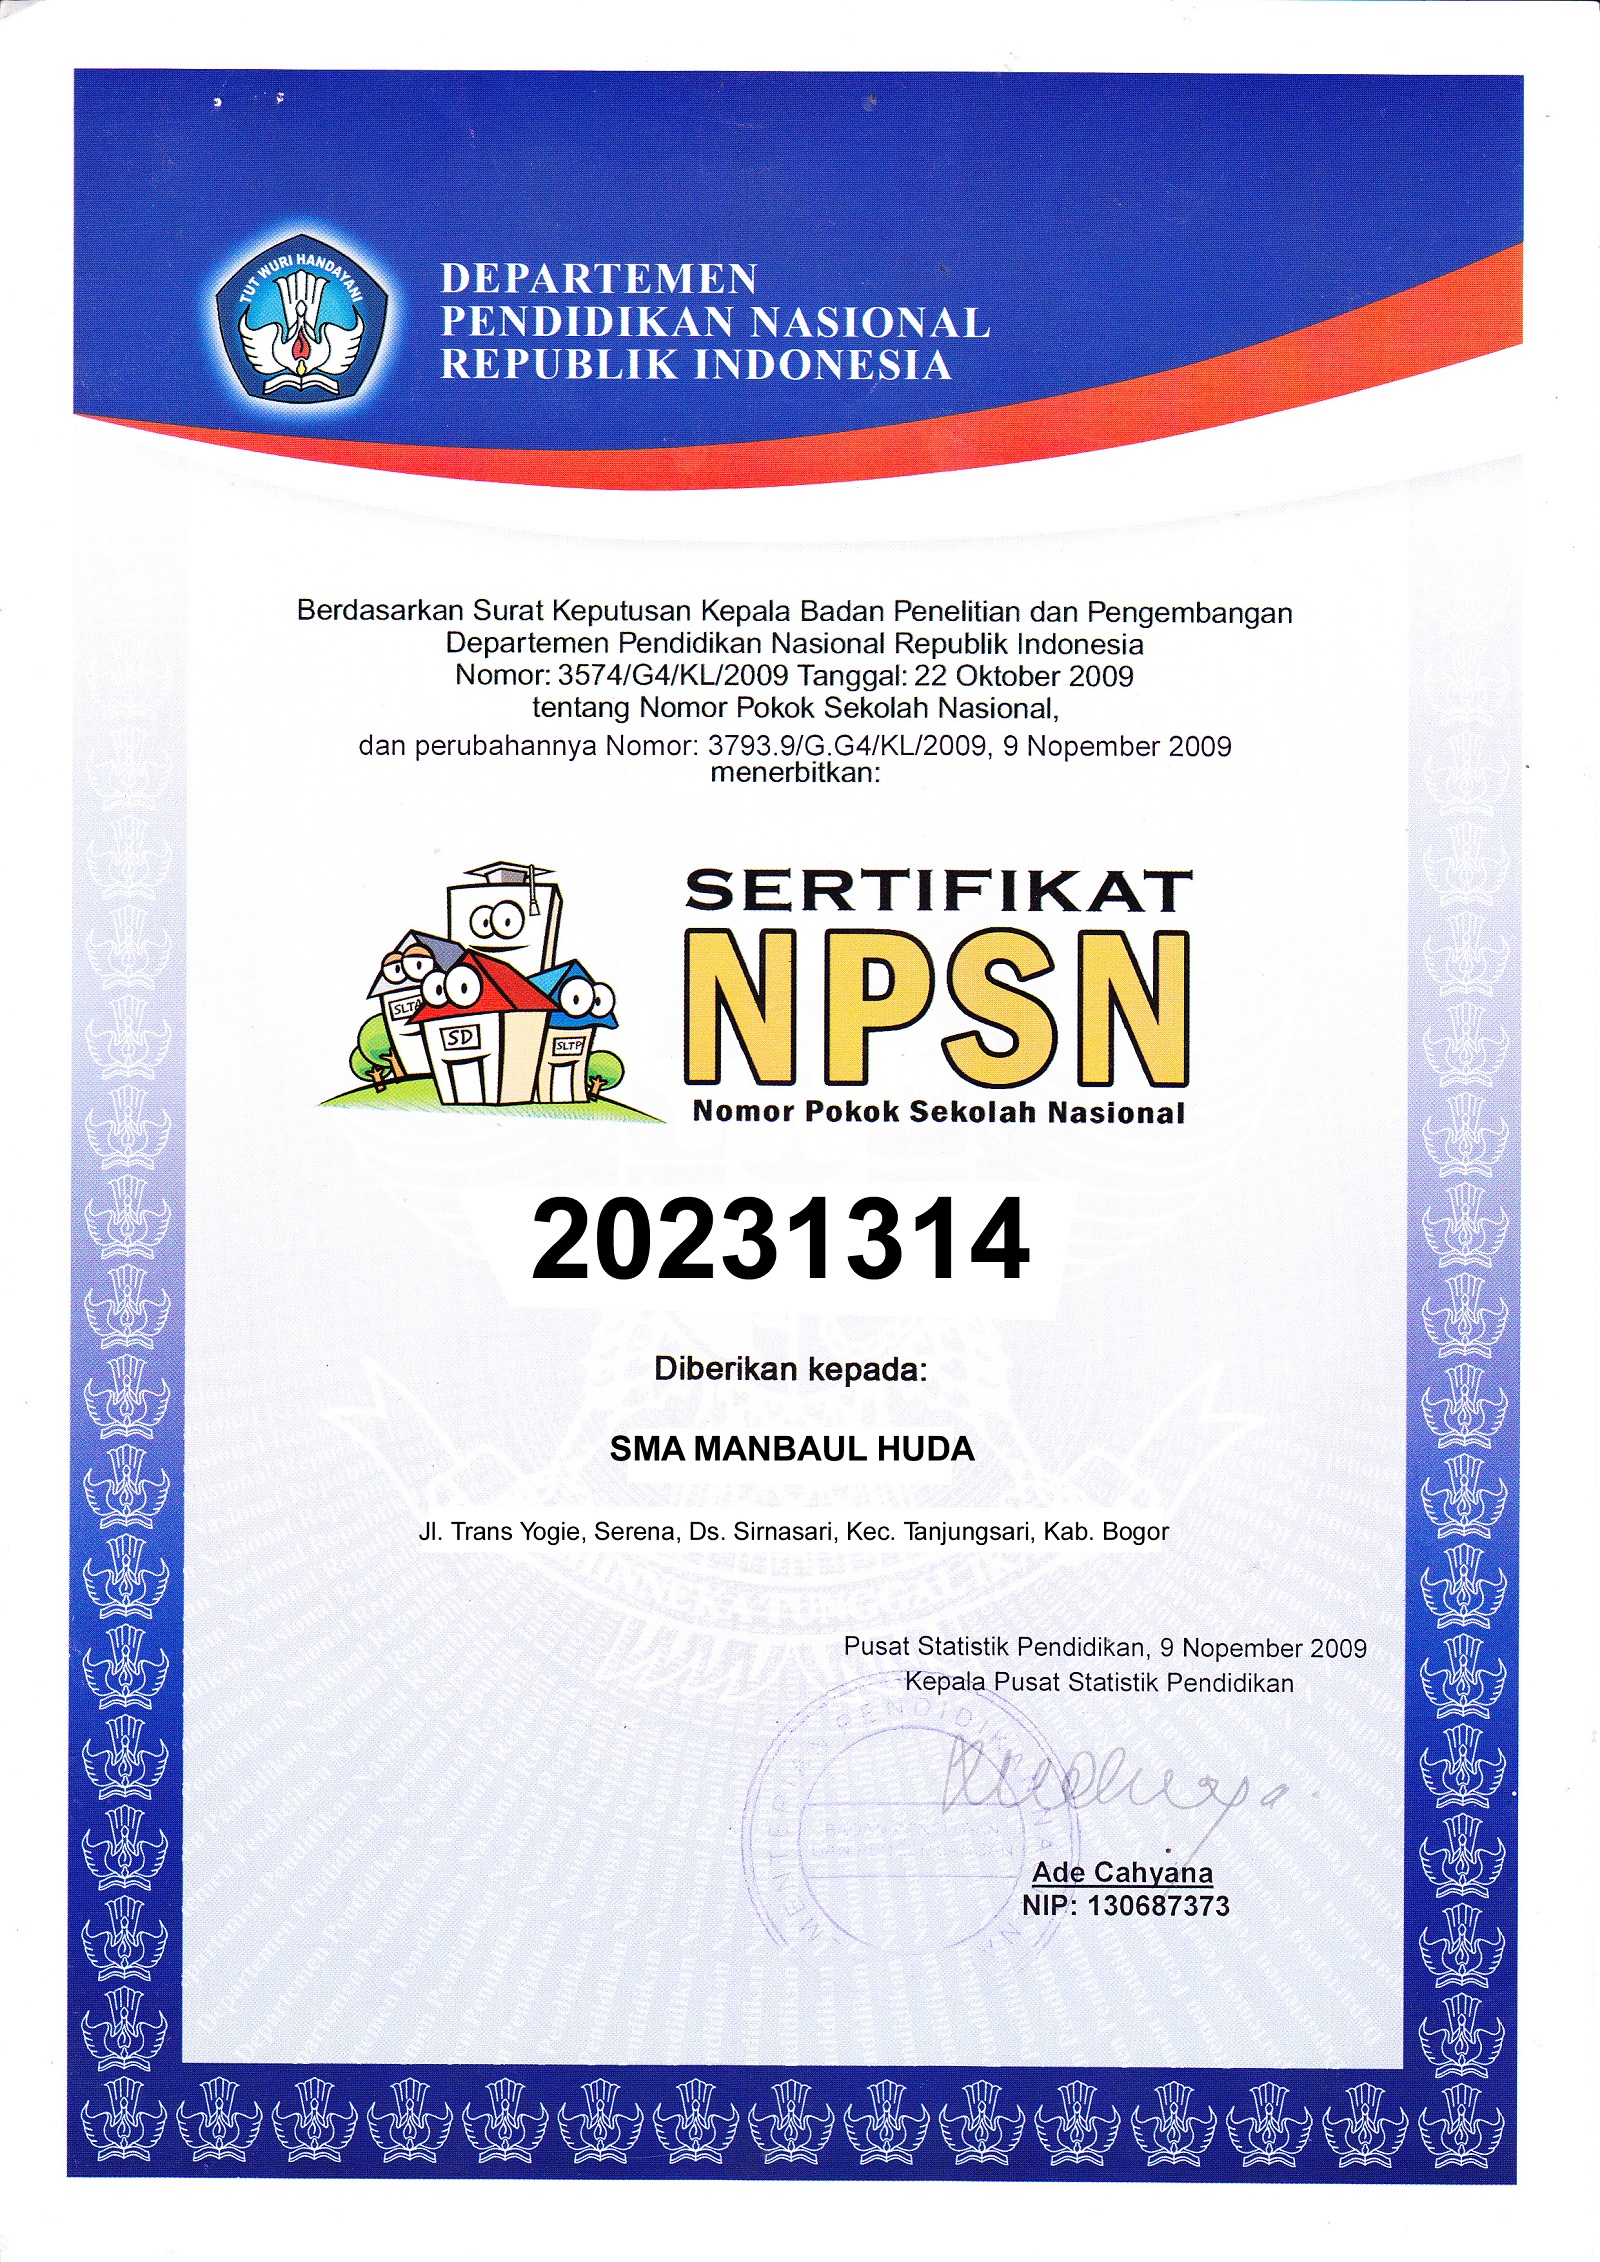 TUT WURI HANDAYANI
DEPARTEMEN
PENDIDIKAN NASIONAL
REPUBLIK INDONESIA
Berdasarkan Surat Keputusan Kepala Badan Penelitian dan Pengembangan
Departemen Pendidikan Nasional Republik Indonesia
Nomor: 3574/G4/KL/2009 Tanggal: 22 Oktober 2009
tentang Nomor Pokok Sekolah Nasional,
dan perubahannya Nomor: 3793.9/G.G4/KL/2009, 9 Nopember 2009
menerbitkan:
SERTIFIKAT
NPSN
Nomor Pokok Sekolah Nasional
SLTA
SD
SLTP
20231314
Diberikan kepada:
SMA MANBAUL HUDA
Jl. Trans Yogie, Serena, Ds. Sirnasari, Kec. Tanjungsari, Kab. Bogor
Pusat Statistik Pendidikan, 9 Nopember 2009
Kepala Pusat Statistik Pendidikan
Ade Cahyana
NIP: 130687373